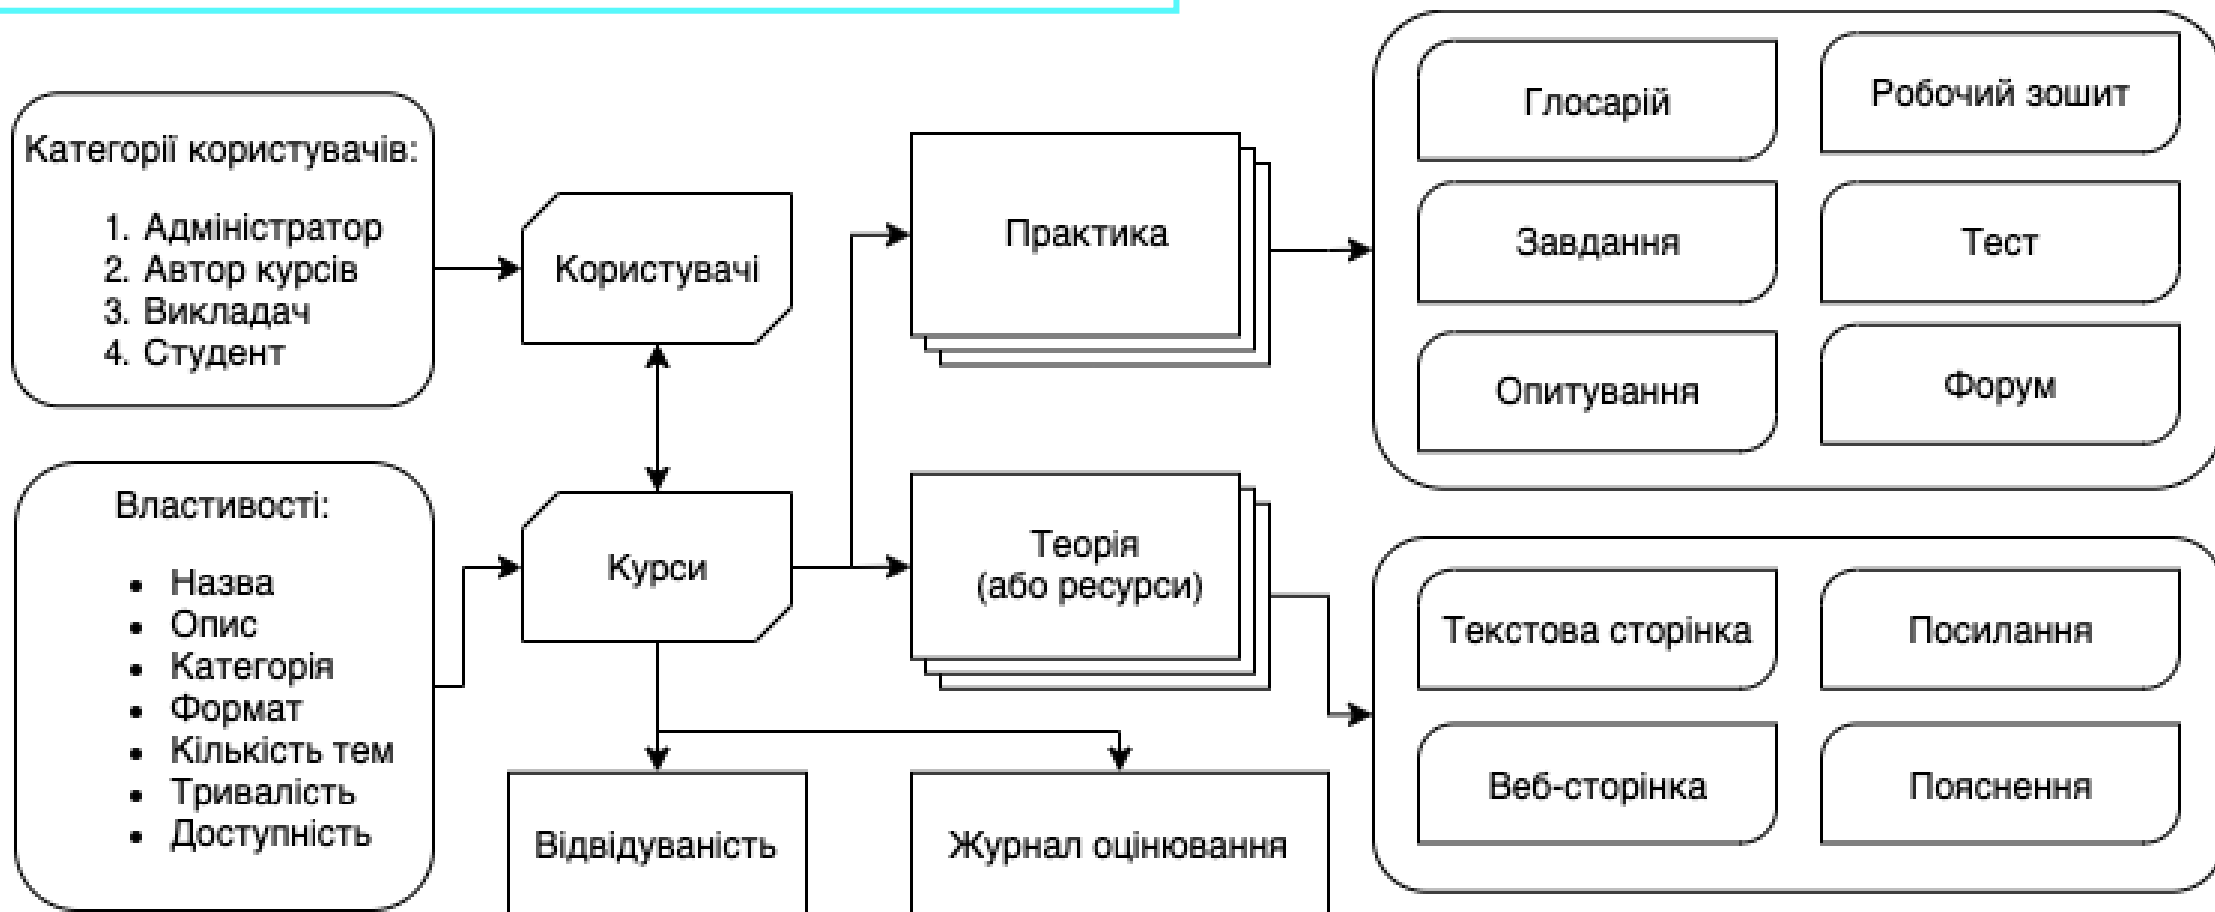 Категорії користувачів:
1. Адміністратор
2. Автор курсів
3. Викладач
4. Студент
Користувачі
Практика
Глосарій
Робочий зошит
Завдання
Тест
Опитування
Форум
Властивості:
• Назва
• Опис
• Категорія
• Формат
• Кількість тем
• Тривалість
• Доступність
Курси
Теорія
(або ресурси)
Текстова сторінка
Посилання
Веб-сторінка
Пояснення
Відвідуваність
Журнал оцінювання